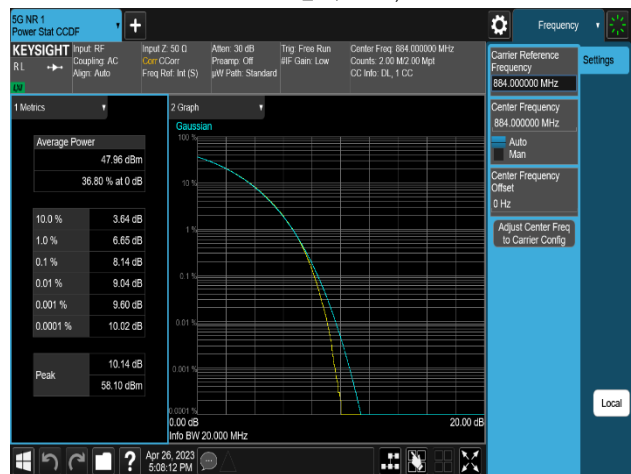 5G NR 1
Power Stat CCDF
Frequency
KEYSIGHT
Input: RF
Input Z: 50 Ω
Atten: 30 dB
Trig: Free Run
Center Freq: 884.000000 MHz
RL
Coupling: AC
Corr CCorr
Preamp: Off
#IF Gain: Low
Counts: 2.00 M/2.00 Mpt
Align: Auto
Freq Ref: Int (S)
µW Path: Standard
CC Info: DL, 1 CC
Carrier Reference
Frequency
884.000000 MHz
Settings
Center Frequency
884.000000 MHz
Auto
Man
Center Frequency
Offset
0 Hz
Adjust Center Freq
to Carrier Config
Local
1 Metrics
Average Power
47.96 dBm
36.80 % at 0 dB
10.0 % 3.64 dB
1.0 % 6.65 dB
0.1 % 8.14 dB
0.01 % 9.04 dB
0.001 % 9.60 dB
0.0001 % 10.02 dB
Peak
10.14 dB
58.10 dBm
2 Graph
Gaussian
100 %
10 %
1 %
0.1 %
0.01 %
0.001 %
0.0001 %
0.00 dB
20.00 dB
Info BW 20.000 MHz
?
Apr 26, 2023
5:08:12 PM